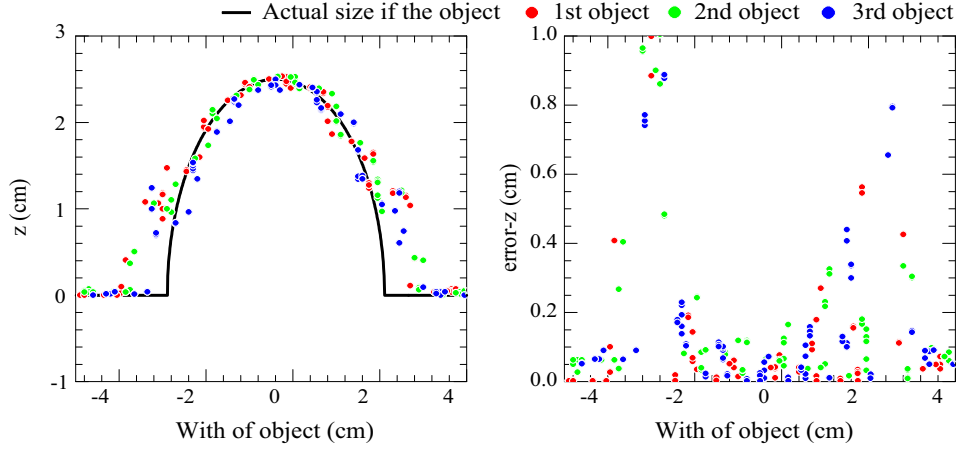 Actual size if the object 1st object 2nd object 3rd object
3
2
1
0
-1
z (cm)
-4 -2 0 2 4
With of object (cm)
1.0
0.8
0.6
0.4
0.2
0.0
error-z (cm)
-4 -2 0 2 4
With of object (cm)